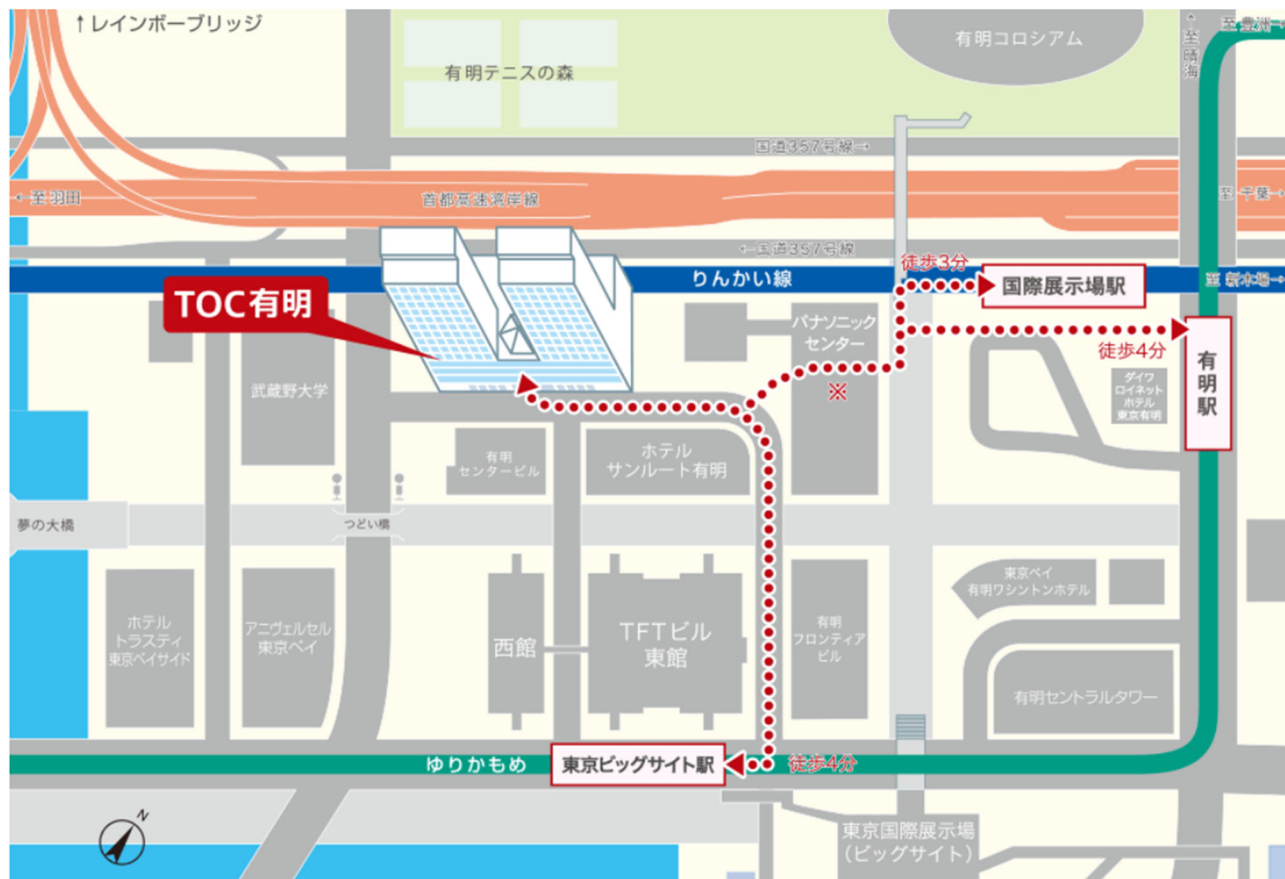 ↑レインボーブリッジ
有明テニスの森
有明コロシアム
↑至晴海
至 豊洲→
国道357号線→
←至 羽田
首都高速湾岸線
至 千葉→
←国道357号線
りんかい線
徒歩3分
国際展示場駅
至 新木場→
TOC有明
パナソニック
センター
徒歩4分
有明駅
※
武蔵野大学
ダイワ
ロイネット
ホテル
東京有明
有明
センタービル
ホテル
サンルート有明
夢の大橋
つどい橋
ホテル
トラスティ
東京ベイサイド
アニヴェルセル
東京ベイ
西館
TFTビル
東館
有明
フロンティア
ビル
東京ベイ
有明ワシントンホテル
有明セントラルタワー
ゆりかもめ
東京ビッグサイト駅
徒歩4分
N
東京国際展示場
(ビッグサイト)